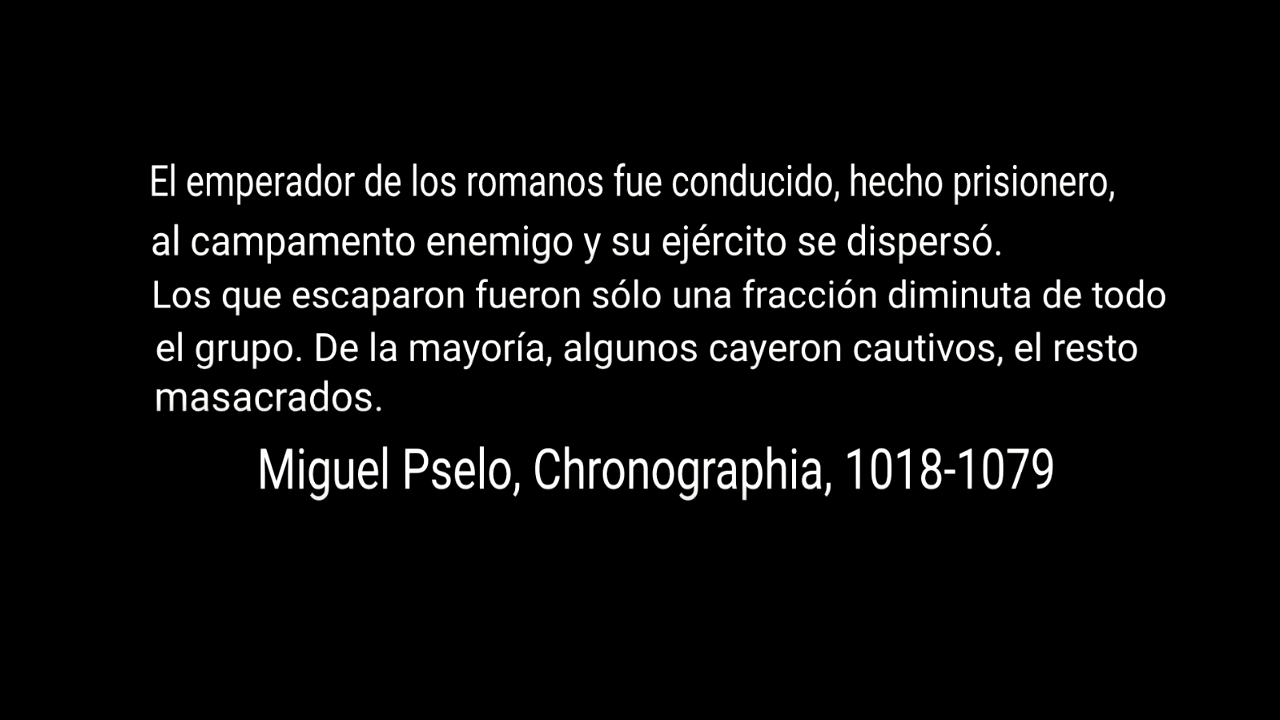 El emperador de los romanos fue conducido, hecho prisionero,
al campamento enemigo y su ejército se dispersó.
Los que escaparon fueron sólo una fracción diminuta de todo
el grupo. De la mayoría, algunos cayeron cautivos, el resto
masacrados.
Miguel Pselo, Chronographia, 1018-1079